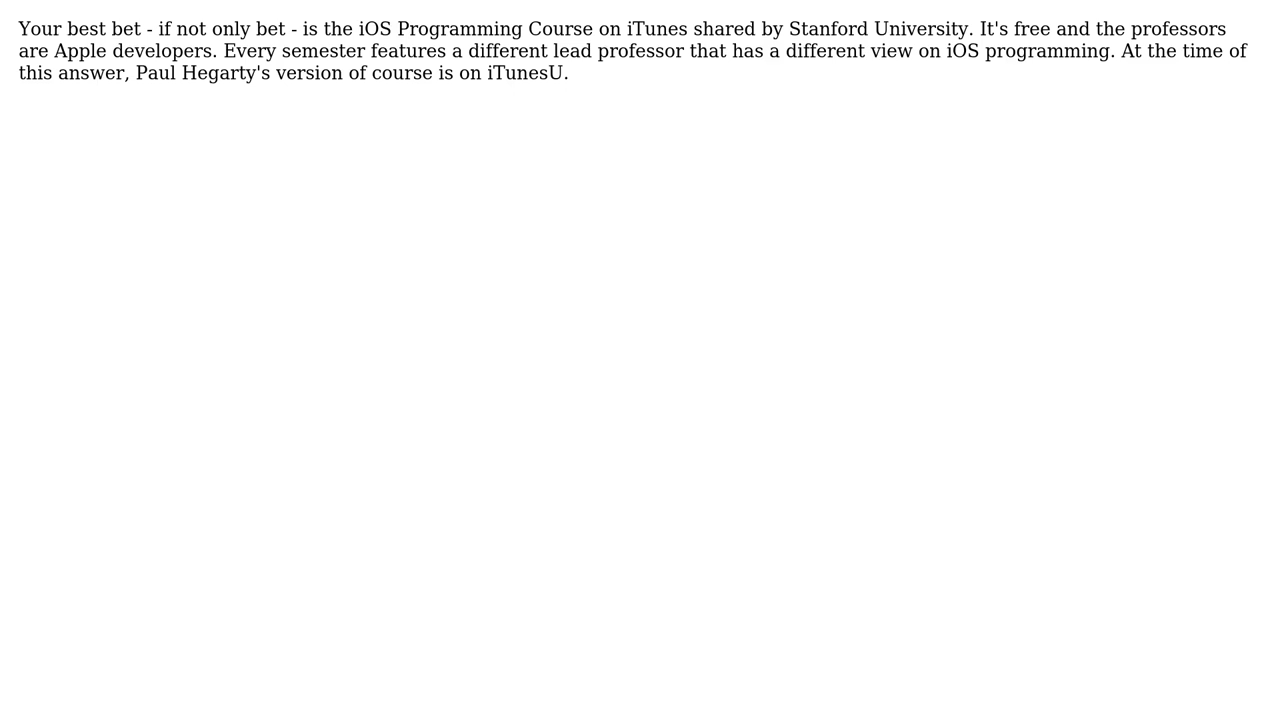 Your best bet - if not only bet - is the iOS Programming Course on iTunes shared by Stanford University. It's free and the professors
are Apple developers. Every semester features a different lead professor that has a different view on iOS programming. At the time of
this answer, Paul Hegarty's version of course is on iTunesU.